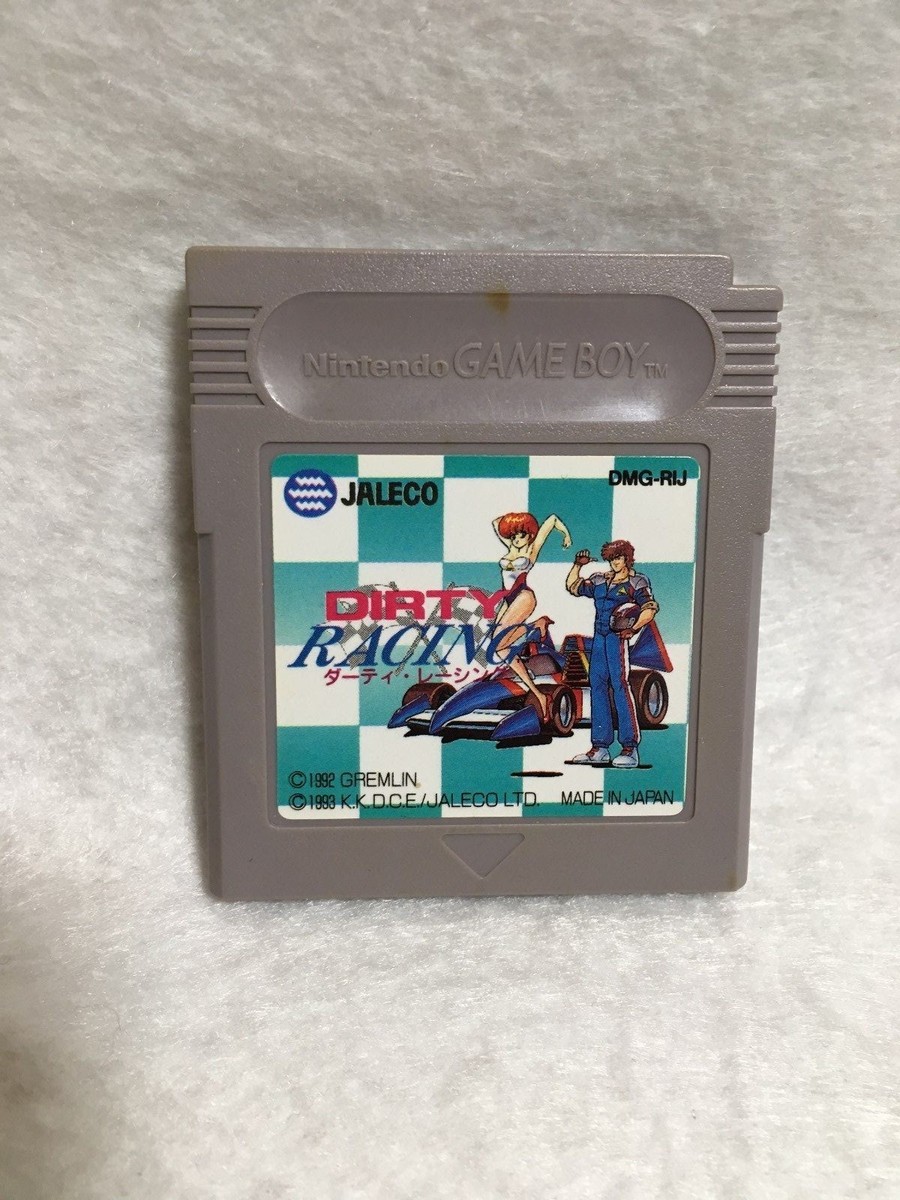 Nintendo GAME BOY TM
JALECO
DMG-RIJ
DIRTY
RACING
ダーティ・レーシング
©1992 GREMLIN
©1993 K.K.D.C.E./JALECO LTD. MADE IN JAPAN